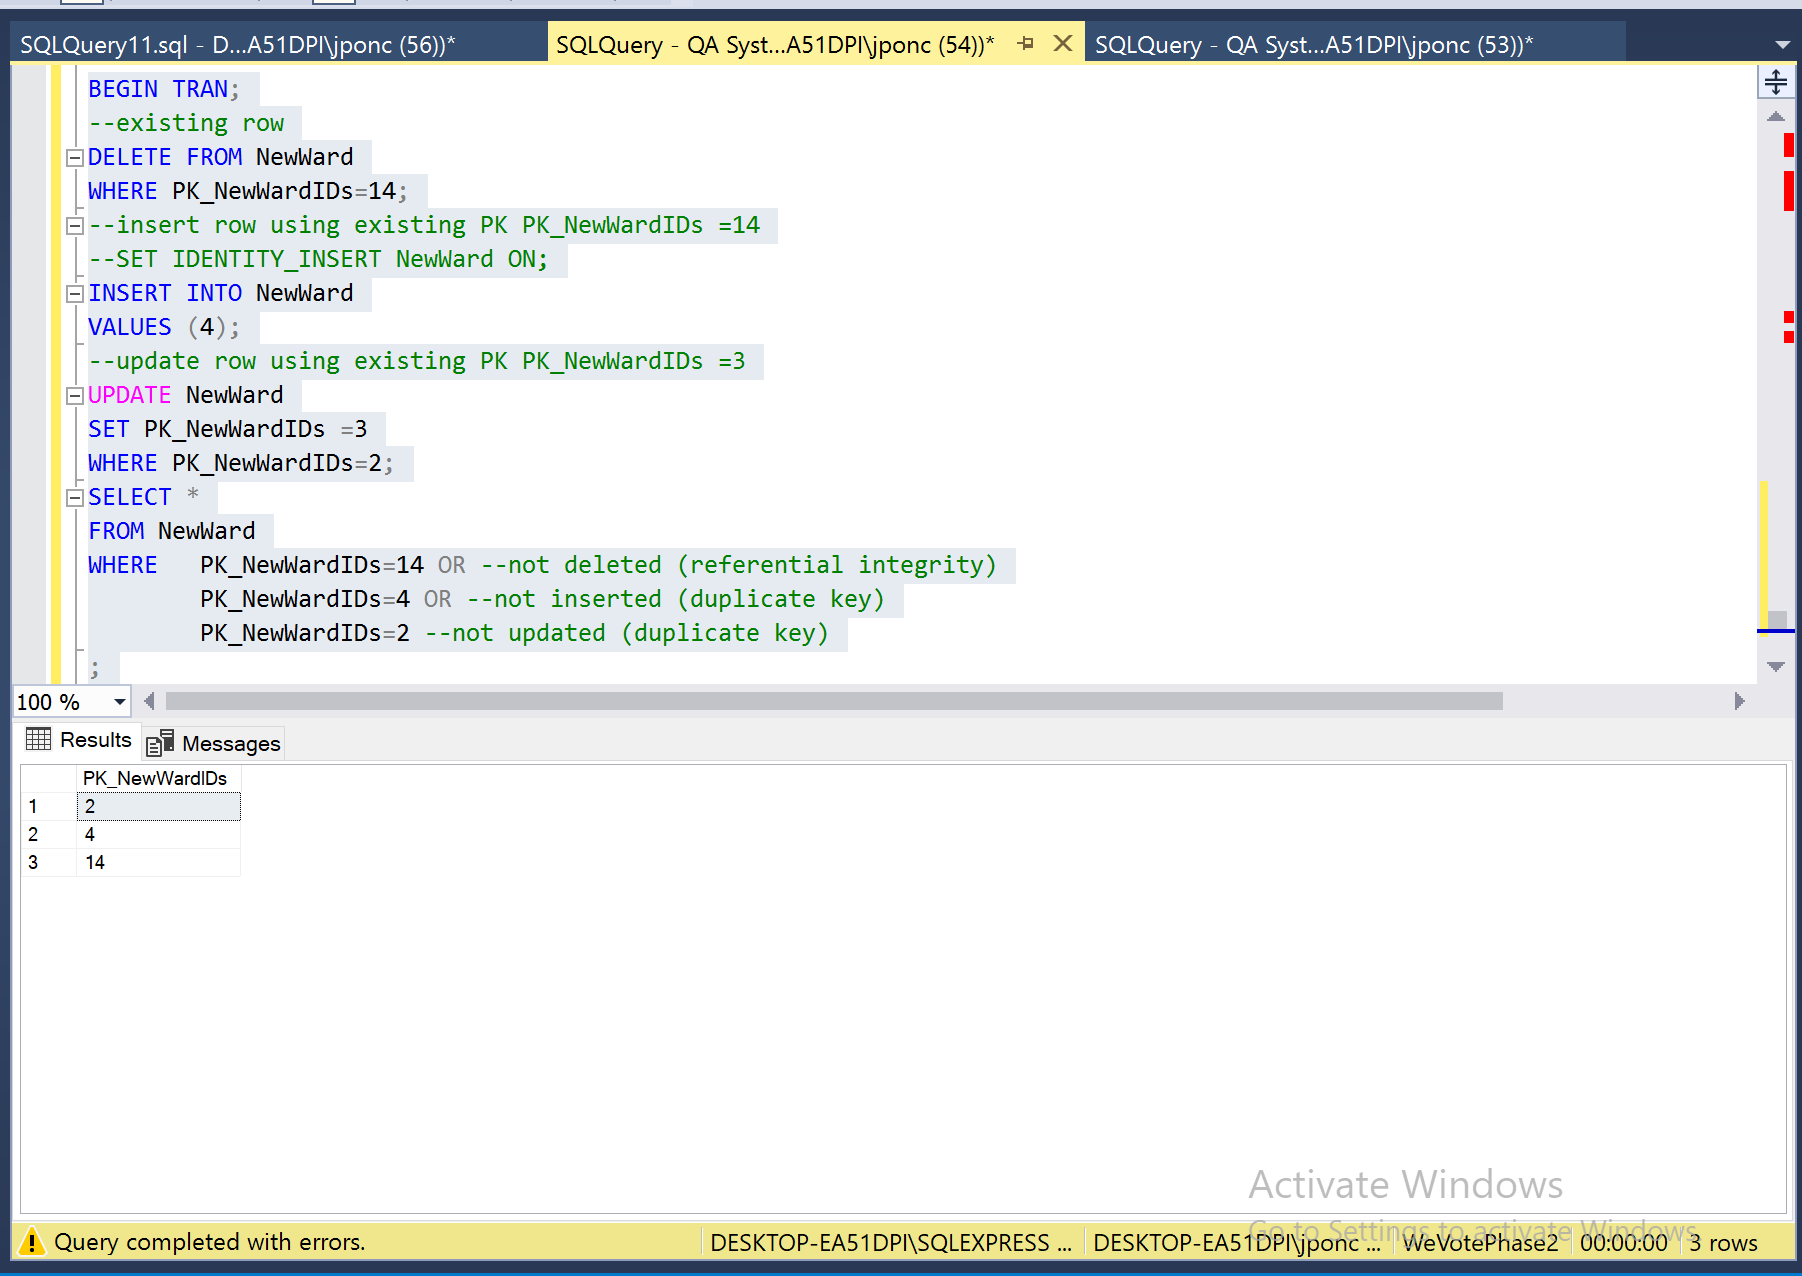 SQLQuery11.sql - D...A51DPI\jponc (56))*
SQLQuery - QA Syst...A51DPI\jponc (54))*
SQLQuery - QA Syst...A51DPI\jponc (53))*
BEGIN TRAN;
--existing row
DELETE FROM NewWard
WHERE PK_NewWardIDs=14;
--insert row using existing PK PK_NewWardIDs =14
--SET IDENTITY_INSERT NewWard ON;
INSERT INTO NewWard
VALUES (4);
--update row using existing PK PK_NewWardIDs =3
UPDATE NewWard
SET PK_NewWardIDs =3
WHERE PK_NewWardIDs=2;
SELECT *
FROM NewWard
WHERE   PK_NewWardIDs=14 OR --not deleted (referential integrity)
        PK_NewWardIDs=4 OR --not inserted (duplicate key)
        PK_NewWardIDs=2 --not updated (duplicate key)
;
100 %
Results
Messages
PK_NewWardIDs
1 2
2 4
3 14
Activate Windows
Go to Settings to activate Windows.
Query completed with errors.
DESKTOP-EA51DPI\SQLEXPRESS ...
DESKTOP-EA51DPI\jponc ...
WeVotePhase2
00:00:00
3 rows